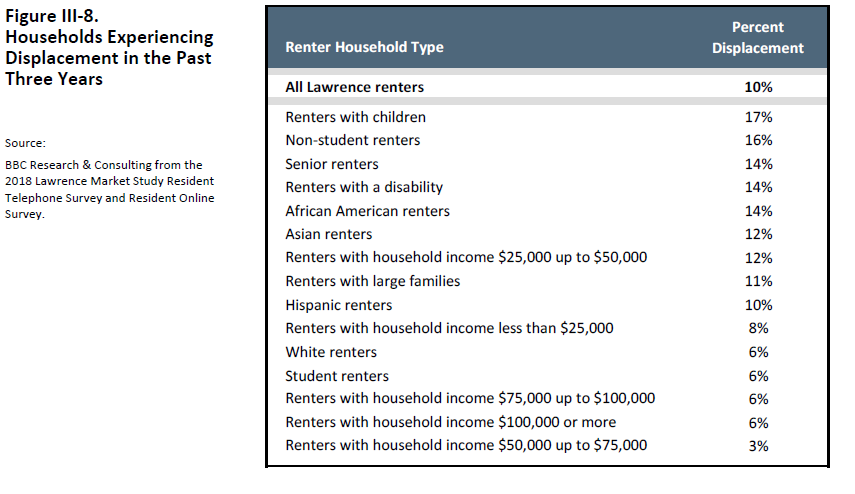 Figure III-8.
Households Experiencing
Displacement in the Past
Three Years
Source:
BBC Research & Consulting from the
2018 Lawrence Market Study Resident
Telephone Survey and Resident Online
Survey.
Renter Household Type Percent Displacement
All Lawrence renters 10%
Renters with children 17%
Non-student renters 16%
Senior renters 14%
Renters with a disability 14%
African American renters 14%
Asian renters 12%
Renters with household income $25,000 up to $50,000 12%
Renters with large families 11%
Hispanic renters 10%
Renters with household income less than $25,000 8%
White renters 6%
Student renters 6%
Renters with household income $75,000 up to $100,000 6%
Renters with household income $100,000 or more 6%
Renters with household income $50,000 up to $75,000 3%